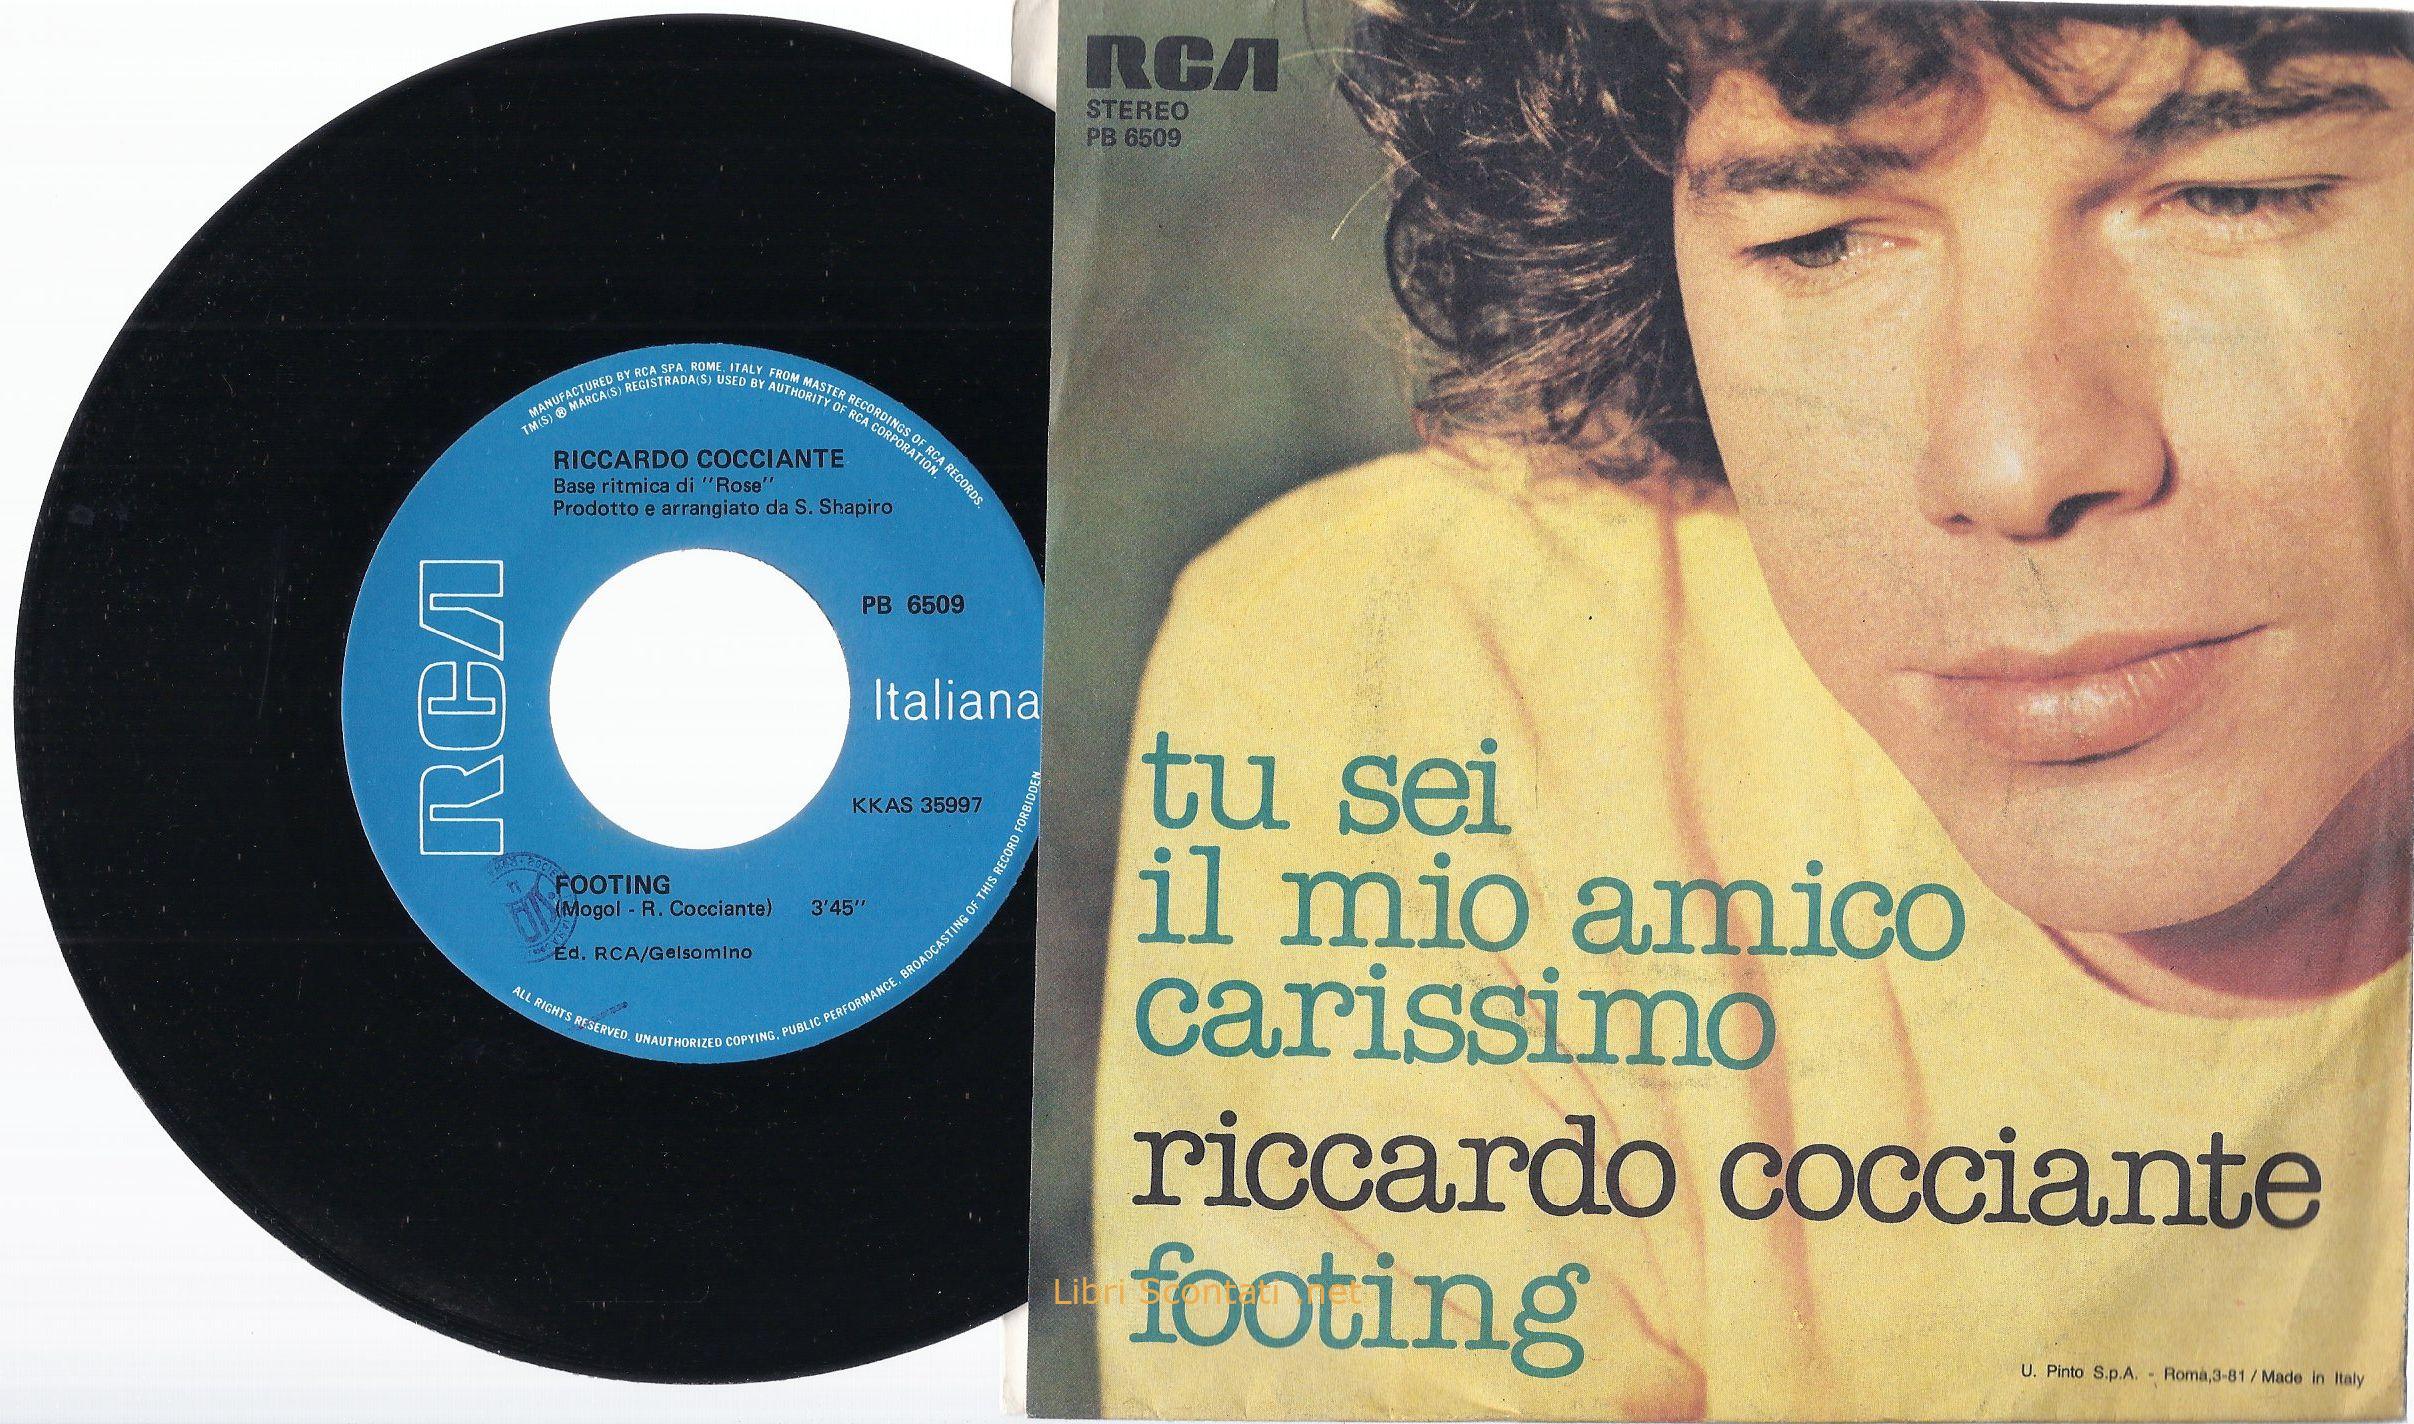 MANUFACTURED BY RCA SPA, ROME, ITALY FROM MASTER RECORDINGS OF RCA RECORDS.
TM(S) ® MARCA(S) REGISTRADA(S) USED BY AUTHORITY OF RCA CORPORATION.
RICCARDO COCCIANTE
Base ritmica di "Rose"
Prodotto e arrangiato da S. Shapiro
RCA
PB 6509
Italiana
KKAS 35997
FOOTING
(Mogol - R. Cocciante) 3'45"
Ed. RCA/Gelsomino
ALL RIGHTS RESERVED. UNAUTHORIZED COPYING, PUBLIC PERFORMANCE, BROADCASTING OF THIS RECORD FORBIDDEN
RCA
STEREO
PB 6509
tu sei
il mio amico
carissimo
riccardo cocciante
footing
Libri Scontati .net
U. Pinto S.p.A. - Roma,3-81 / Made in Italy